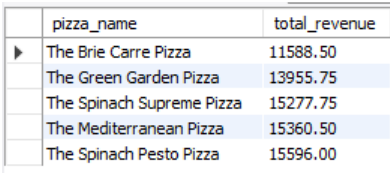 pizza_name total_revenue
The Brie Carre Pizza 11588.50
The Green Garden Pizza 13955.75
The Spinach Supreme Pizza 15277.75
The Mediterranean Pizza 15360.50
The Spinach Pesto Pizza 15596.00